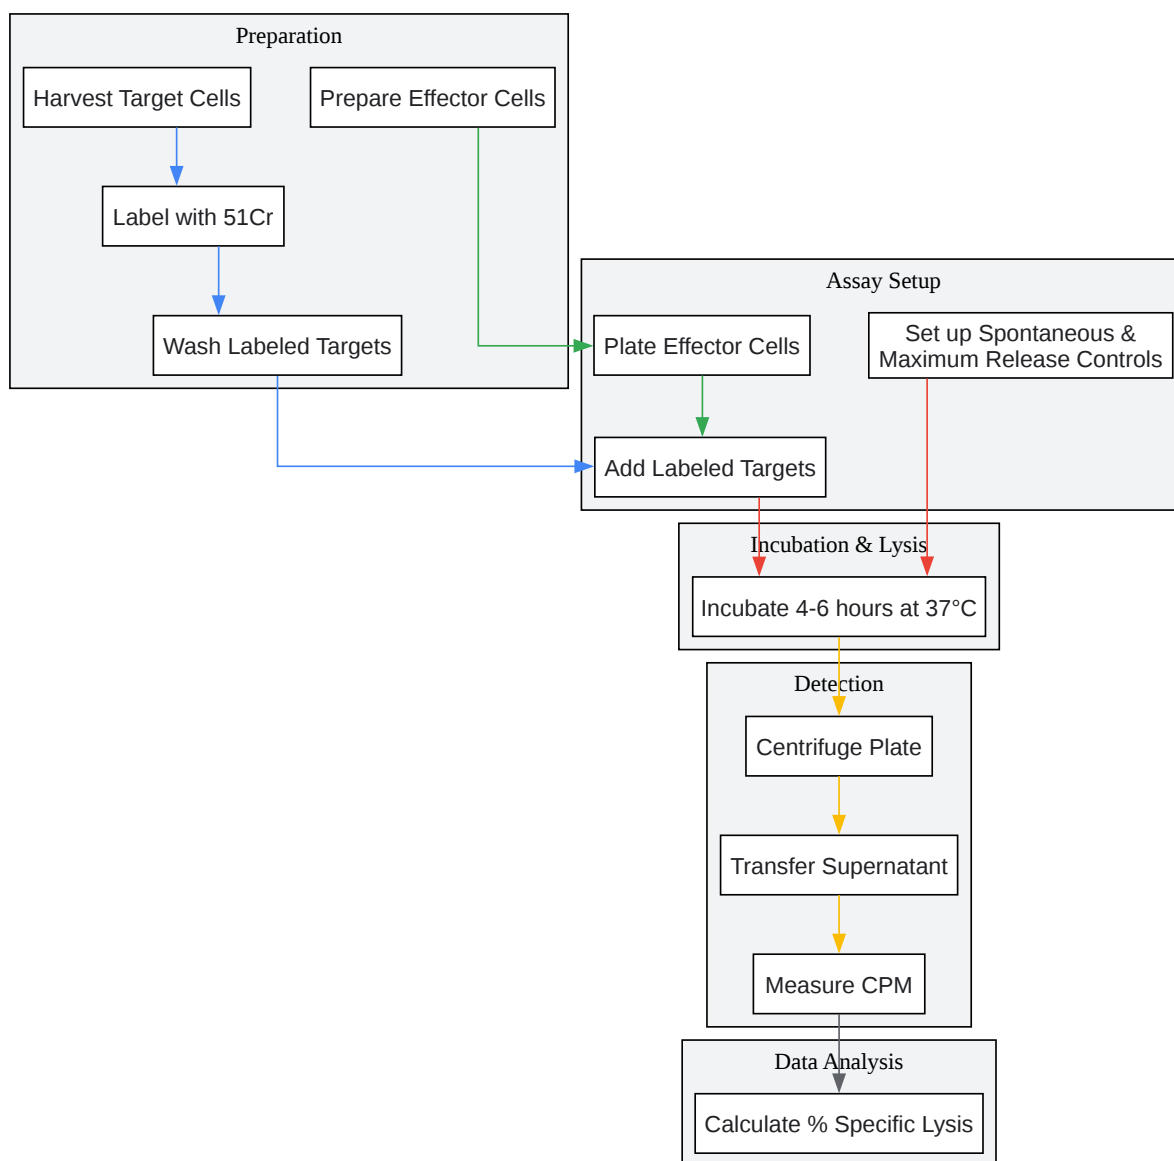 Preparation
Harvest Target Cells
Prepare Effector Cells
Label with 51Cr
Wash Labeled Targets
Assay Setup
Plate Effector Cells
Set up Spontaneous &
Maximum Release Controls
Add Labeled Targets
Incubation & Lysis
Incubate 4-6 hours at 37°C
Detection
Centrifuge Plate
Transfer Supernatant
Measure CPM
Data Analysis
Calculate % Specific Lysis